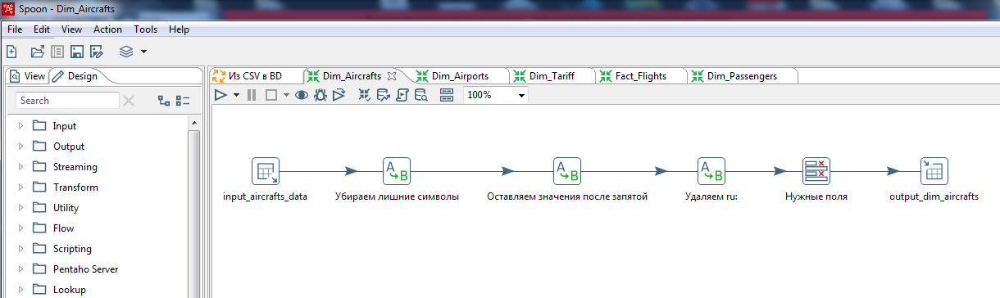 Spoon - Dim_Aircrafts
File Edit View Action Tools Help
View Design
Из CSV в BD Dim_Aircrafts Dim_Airports Dim_Tariff Fact_Flights Dim_Passengers
100%
Search
Input
Output
Streaming
Transform
Utility
Flow
Scripting
Pentaho Server
Lookup
input_aircrafts_data Убираем лишние символы Оставляем значения после запятой Удаляем ru: Нужные поля output_dim_aircrafts